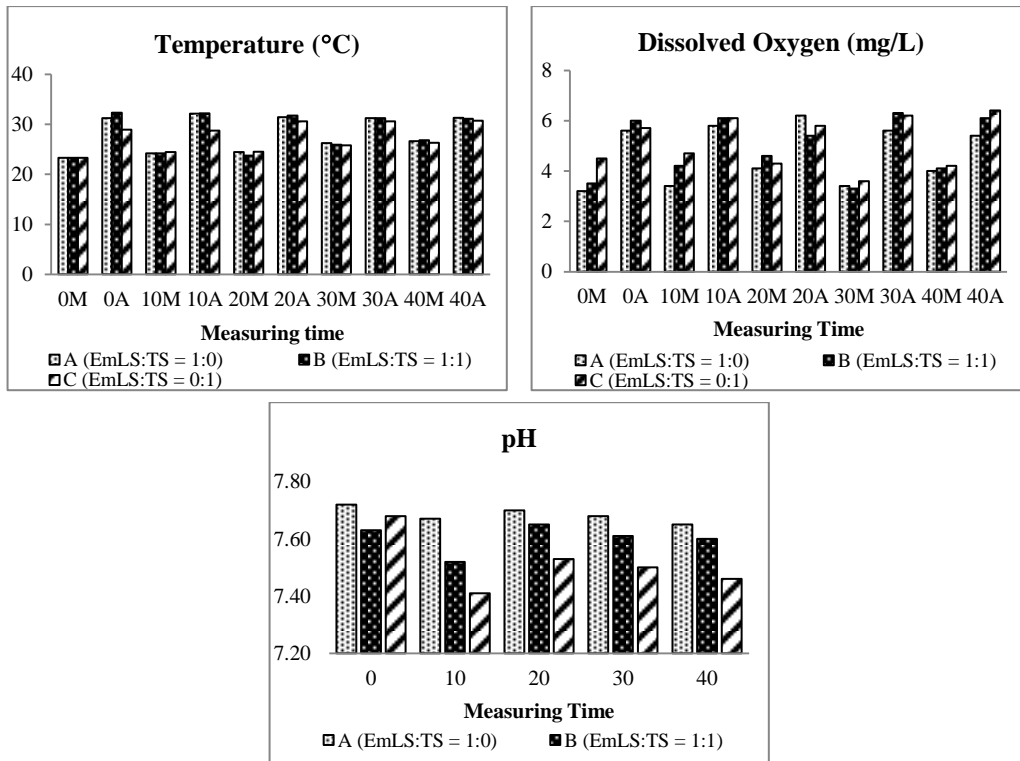 Temperature (°C)
40
30
20
10
0
0M 0A 10M 10A 20M 20A 30M 30A 40M 40A
Measuring time
A (EmLS:TS = 1:0) B (EmLS:TS = 1:1)
C (EmLS:TS = 0:1)
Dissolved Oxygen (mg/L)
8
6
4
2
0
0M 0A 10M 10A 20M 20A 30M 30A 40M 40A
Measuring Time
A (EmLS:TS = 1:0) B (EmLS:TS = 1:1)
C (EmLS:TS = 0:1)
pH
7.80
7.60
7.40
7.20
0 10 20 30 40
Measuring Time
A (EmLS:TS = 1:0) B (EmLS:TS = 1:1)